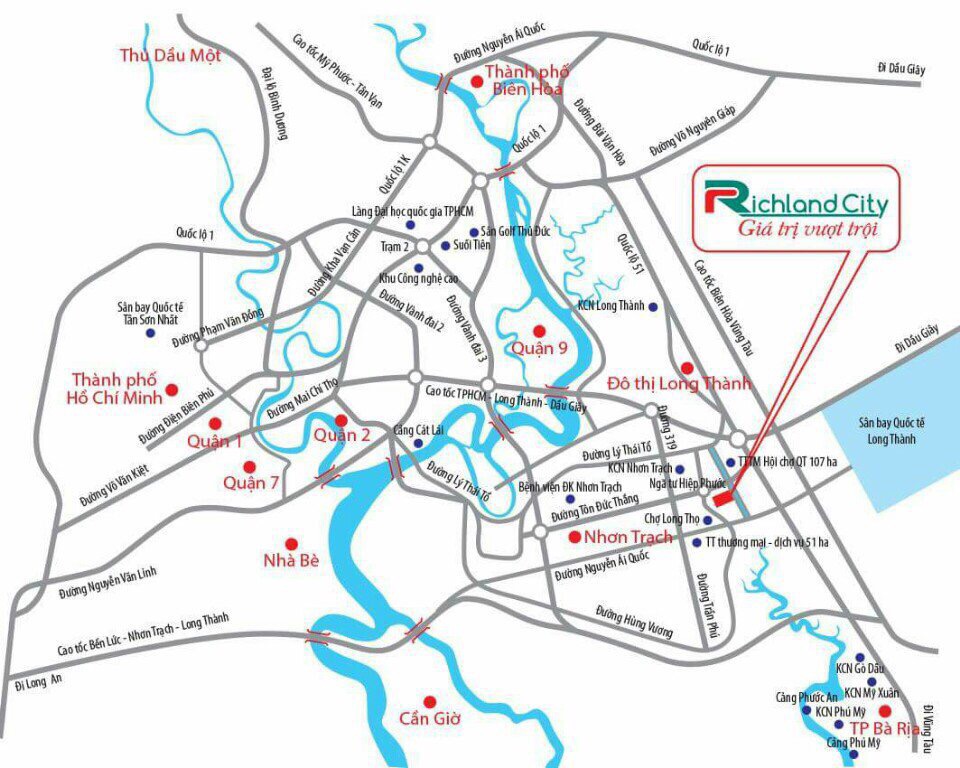 Thủ Dầu Một
Cao tốc Mỹ Phước - Tân Vạn
Đại lộ Bình Dương
Đường Nguyễn Ái Quốc
Quốc lộ 1
Đi Dầu Giây
Thành phố
Biên Hòa
Đường Bùi Văn Hòa
Đường Võ Nguyên Giáp
Quốc lộ 1
Quốc lộ 1K
Richland City
Giá trị vượt trội
Làng Đại học quốc gia TPHCM
Sân Golf Thủ Đức
Trạm 2
Suối Tiên
Khu Công nghệ cao
Quốc lộ 1
Đường Kha Vạn Cân
Quốc lộ 51
Cao tốc Biên Hòa Vũng Tàu
Sân bay Quốc tế
Tân Sơn Nhất
Đường Phạm Văn Đồng
Đường Vành đai 2
Đường Vành đai 3
KCN Long Thành
Quận 9
Đi Dầu Giây
Thành phố
Hồ Chí Minh
Đô thị Long Thành
Đường Điện Biên Phủ
Đường Mai Chí Thọ
Cao tốc TPHCM - Long Thành - Dầu Giây
Đường 319
Sân bay Quốc tế
Long Thành
Quận 1
Quận 2
Cảng Cát Lái
Quận 7
Đường Võ Văn Kiệt
Đường Lý Thái Tổ
Đường Lý Thái Tổ
KCN Nhơn Trạch
TTTM Hội chợ QT 107 ha
Bệnh viện ĐK Nhơn Trạch
Ngã tư Hiệp Phước
Đường Tôn Đức Thắng
Chợ Long Thọ
Nhơn Trạch
TT thương mại - dịch vụ 51 ha
Nhà Bè
Đường Nguyễn Văn Linh
Đường Nguyễn Ái Quốc
Đường Trần Phú
Đường Hùng Vương
Cao tốc Bến Lức - Nhơn Trạch - Long Thành
Đi Long An
Cần Giờ
KCN Gò Dầu
KCN Mỹ Xuân
Cảng Phước An
KCN Phú Mỹ
TP Bà Rịa
Cảng Phú Mỹ
Đi Vũng Tàu